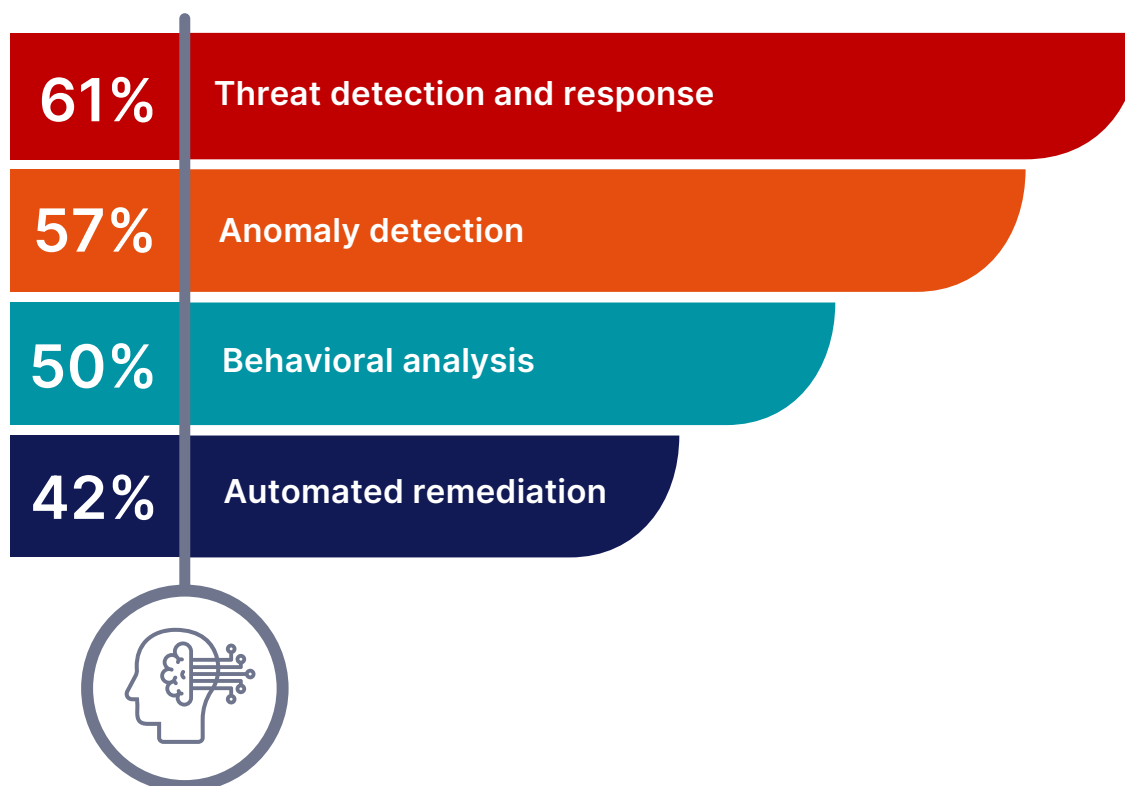 61% Threat detection and response
57% Anomaly detection
50% Behavioral analysis
42% Automated remediation